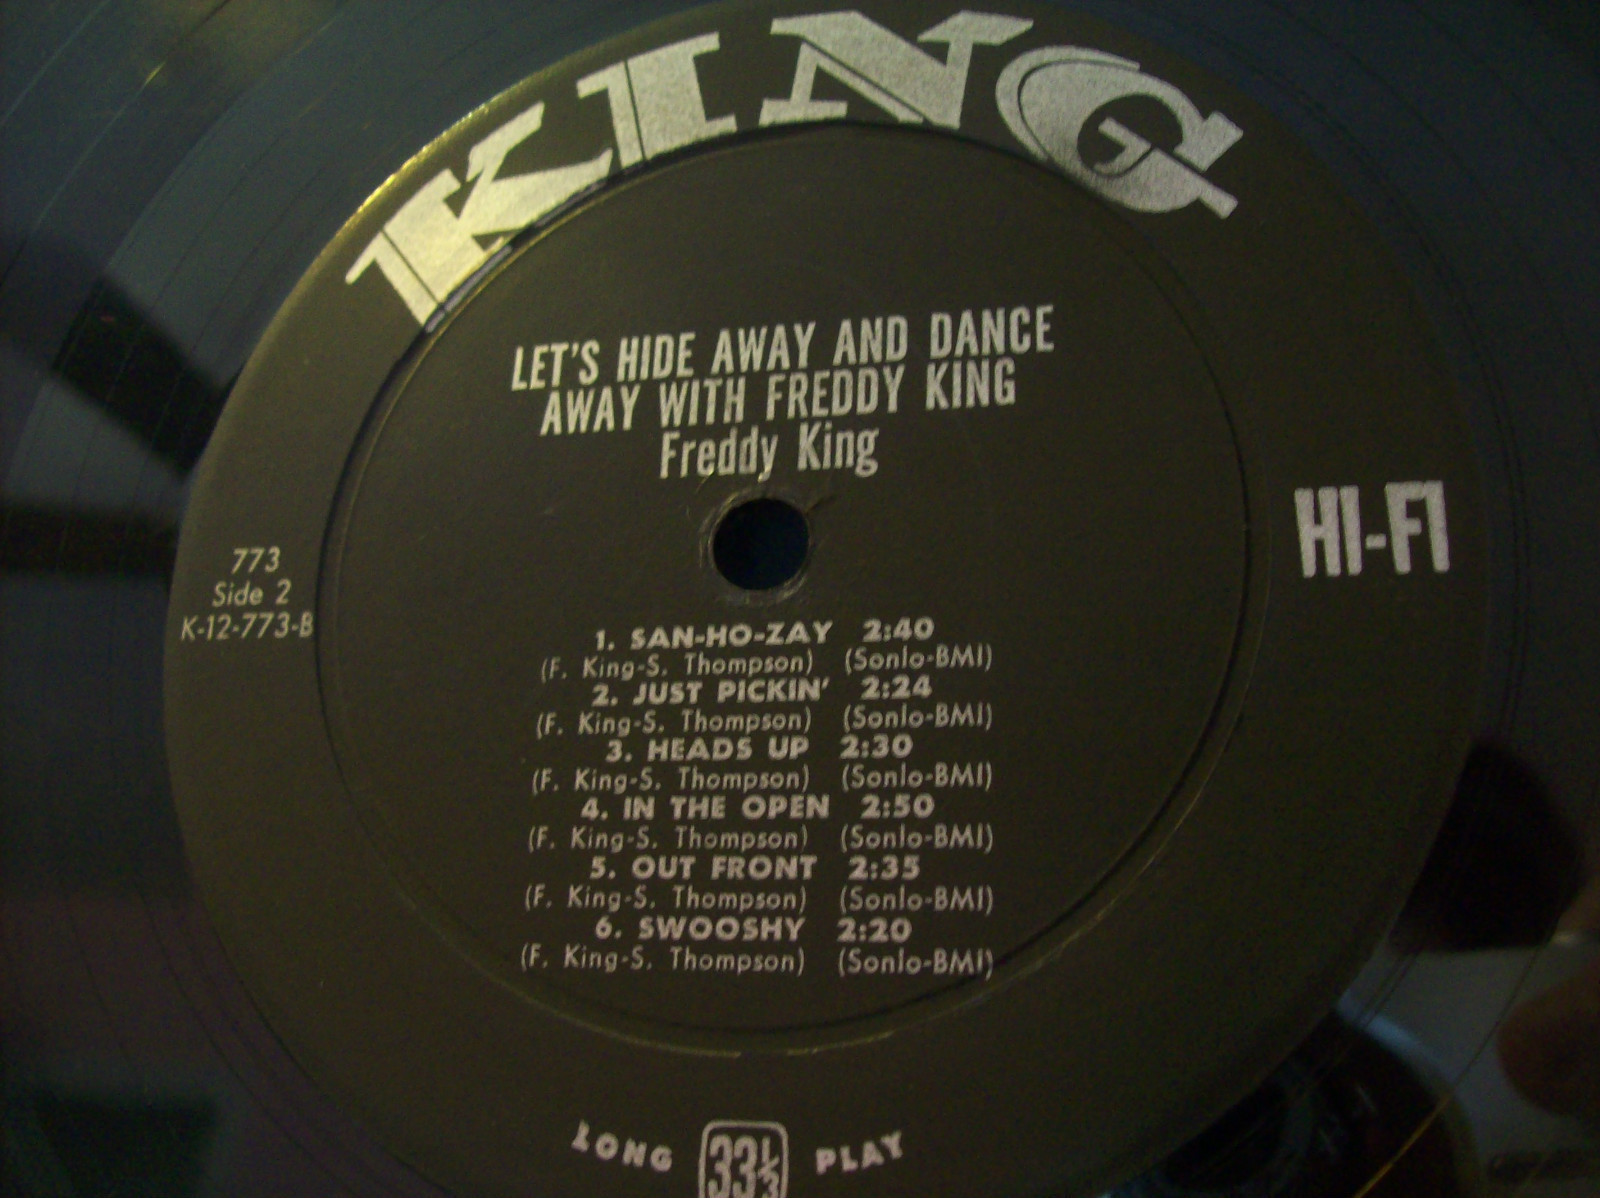 KING
LET'S HIDE AWAY AND DANCE
AWAY WITH FREDDY KING
Freddy King
HI-FI
773
Side 2
K-12-773-B
1. SAN-HO-ZAY 2:40
(F. King-S. Thompson) (Sonlo-BMI)
2. JUST PICKIN' 2:24
(F. King-S. Thompson) (Sonlo-BMI)
3. HEADS UP 2:30
(F. King-S. Thompson) (Sonlo-BMI)
4. IN THE OPEN 2:50
(F. King-S. Thompson) (Sonlo-BMI)
5. OUT FRONT 2:35
(F. King-S. Thompson) (Sonlo-BMI)
6. SWOOSHY 2:20
(F. King-S. Thompson) (Sonlo-BMI)
LONG 33⅓ PLAY